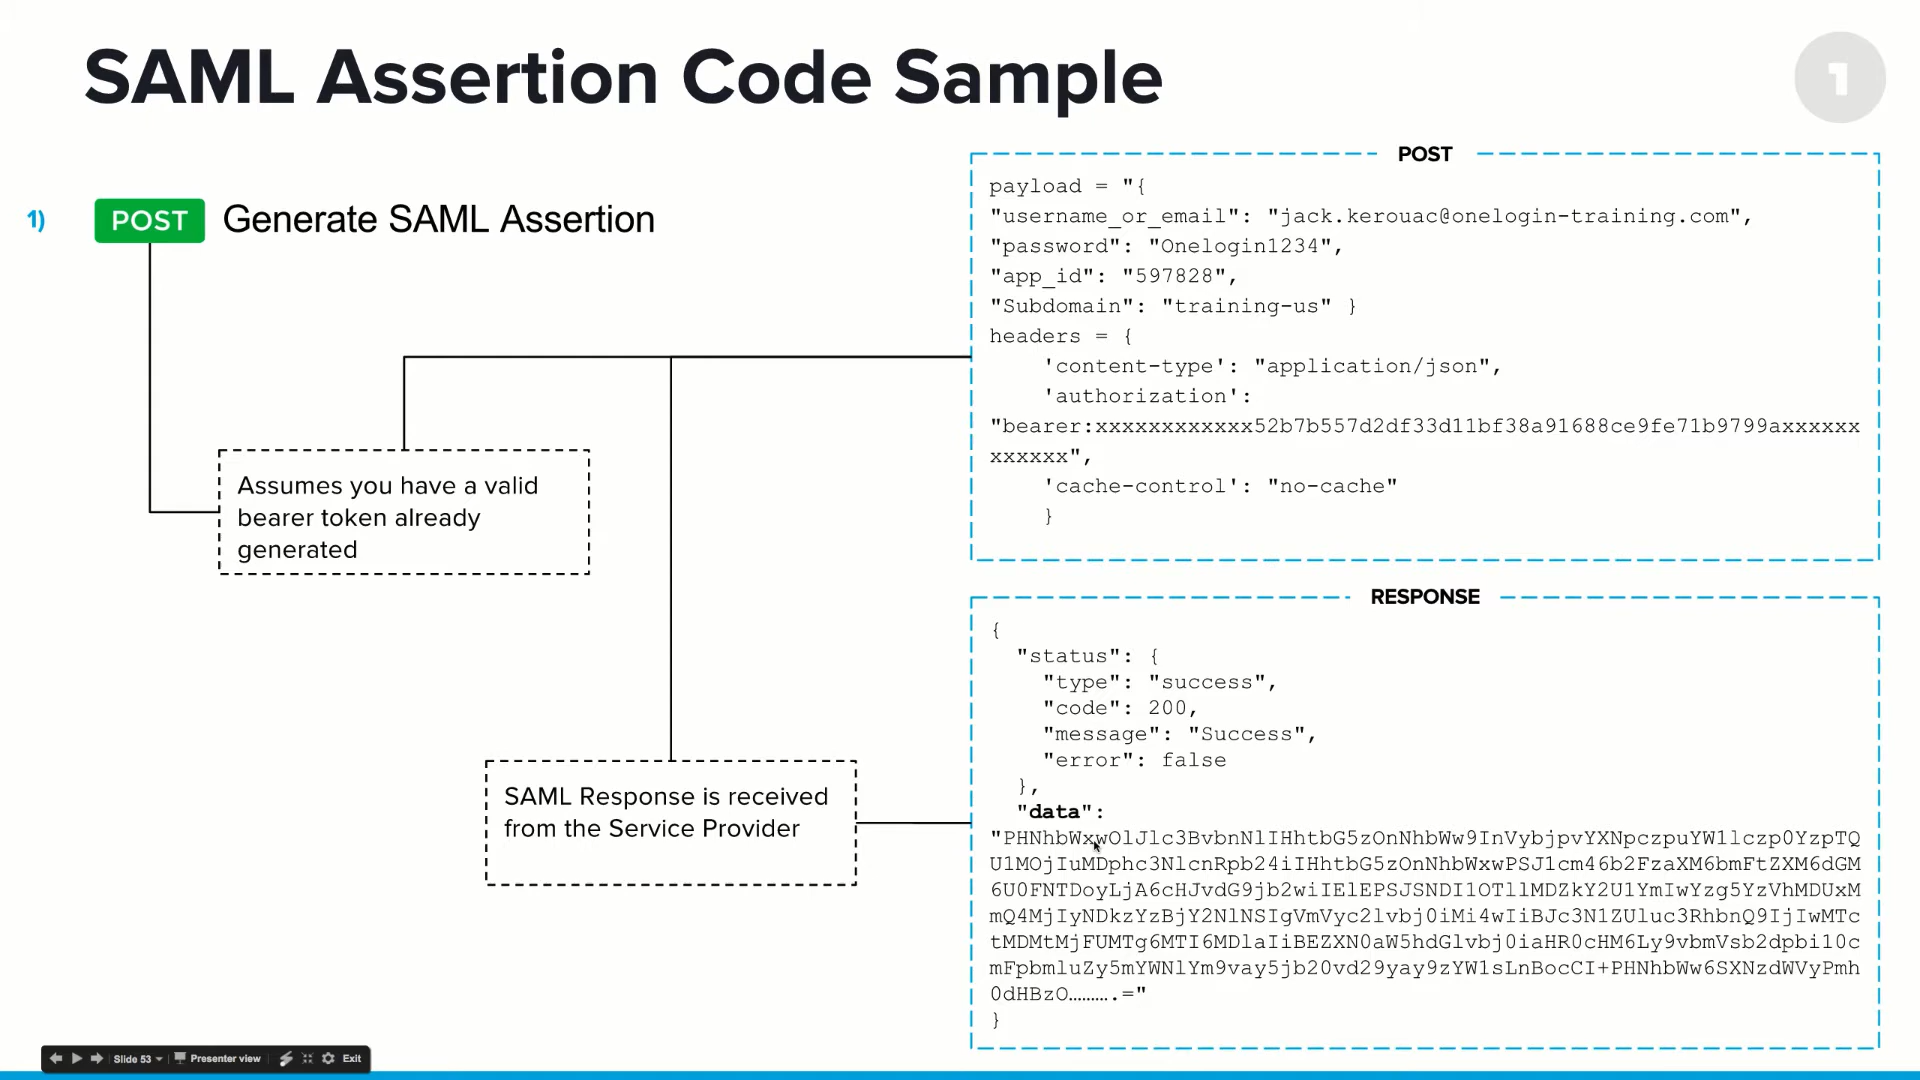 SAML Assertion Code Sample
1
1)
POST
Generate SAML Assertion
Assumes you have a valid
bearer token already
generated
SAML Response is received
from the Service Provider
POST
payload = "{
"username_or_email": "jack.kerouac@onelogin-training.com",
"password": "Onelogin1234",
"app_id": "597828",
"Subdomain": "training-us" }
headers = {
'content-type': "application/json",
'authorization':
"bearer:xxxxxxxxxxxx52b7b557d2df33d11bf38a91688ce9fe71b9799axxxxxx
xxxxxx",
'cache-control': "no-cache"
}
RESPONSE
{
"status": {
"type": "success",
"code": 200,
"message": "Success",
"error": false
},
"data":
"PHNhbWxwOlJlc3BvbnNlIHhtbG5zOnNhbWw9InVybjpvYXNpczpuYW1lczp0YzpTQ
U1MOjIuMDphc3NlcnRpb24iIHhtbG5zOnNhbWxwPSJ1cm46b2FzaXM6bmFtZXM6dGM
6U0FNTDoyLjA6cHJvdG9jb2wiIElEPSJSNDI1OTllMDZkY2U1YmIwYzg5YzVhMDUxM
mQ4MjIyNDkzYzBjY2NlNSIgVmVyc2lvbj0iMi4wIiBJc3N1ZUluc3RhbnQ9IjIwMTc
tMDMtMjFUMTg6MTI6MDlaIiBEZXN0aW5hdGlvbj0iaHR0cHM6Ly9vbmVsb2dpbi10c
mFpbmluZy5mYWNlYm9vay5jb20vd29yay9zYW1sLnBocCI+PHNhbWw6SXNzdWVyPmh
0dHBzO……….="
}
Slide 53
Presenter view
Exit